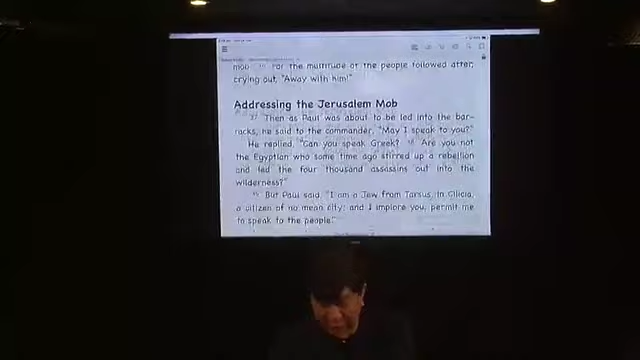 mob. 36 For the multitude of the people followed after,
crying out, "Away with him!"
Addressing the Jerusalem Mob
37 Then as Paul was about to be led into the bar-
racks, he said to the commander, "May I speak to you?"
He replied, "Can you speak Greek? 38 Are you not
the Egyptian who some time ago stirred up a rebellion
and led the four thousand assassins out into the
wilderness?"
39 But Paul said, "I am a Jew from Tarsus, in Cilicia,
a citizen of no mean city; and I implore you, permit me
to speak to the people."